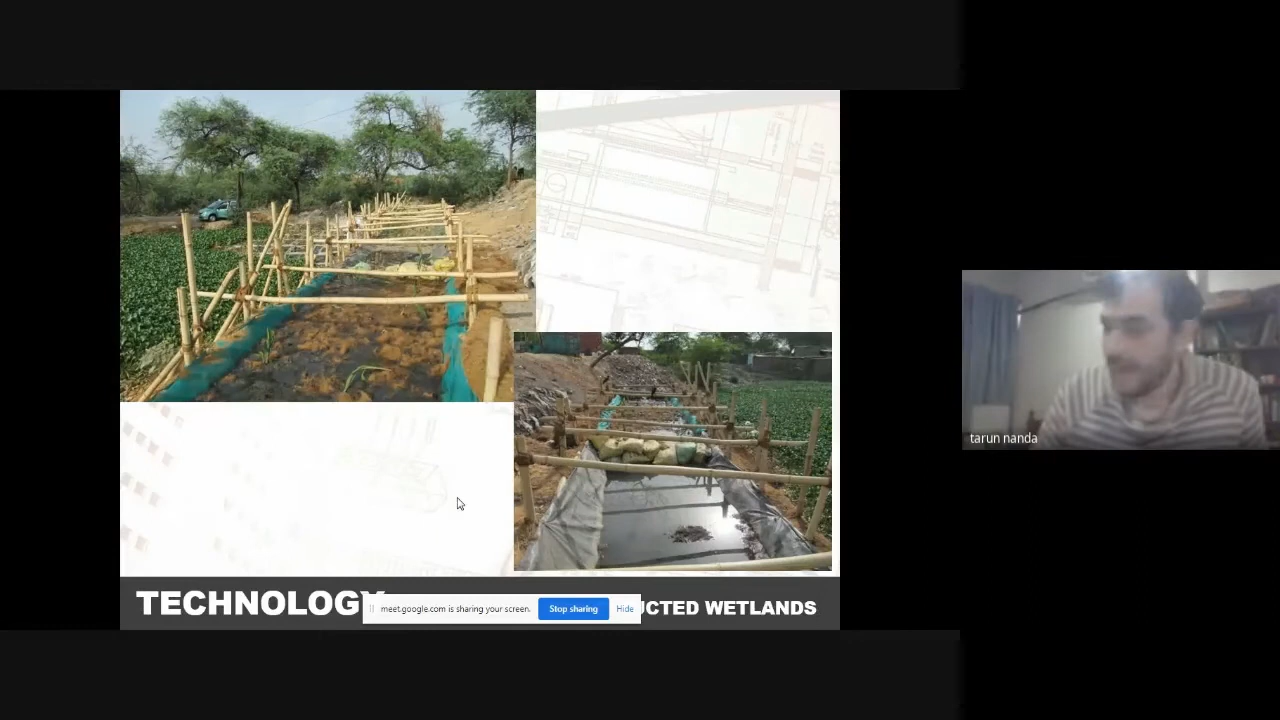 TECHNOLOGY
meet.google.com is sharing your screen.
Stop sharing
Hide
UCTED WETLANDS
tarun nanda